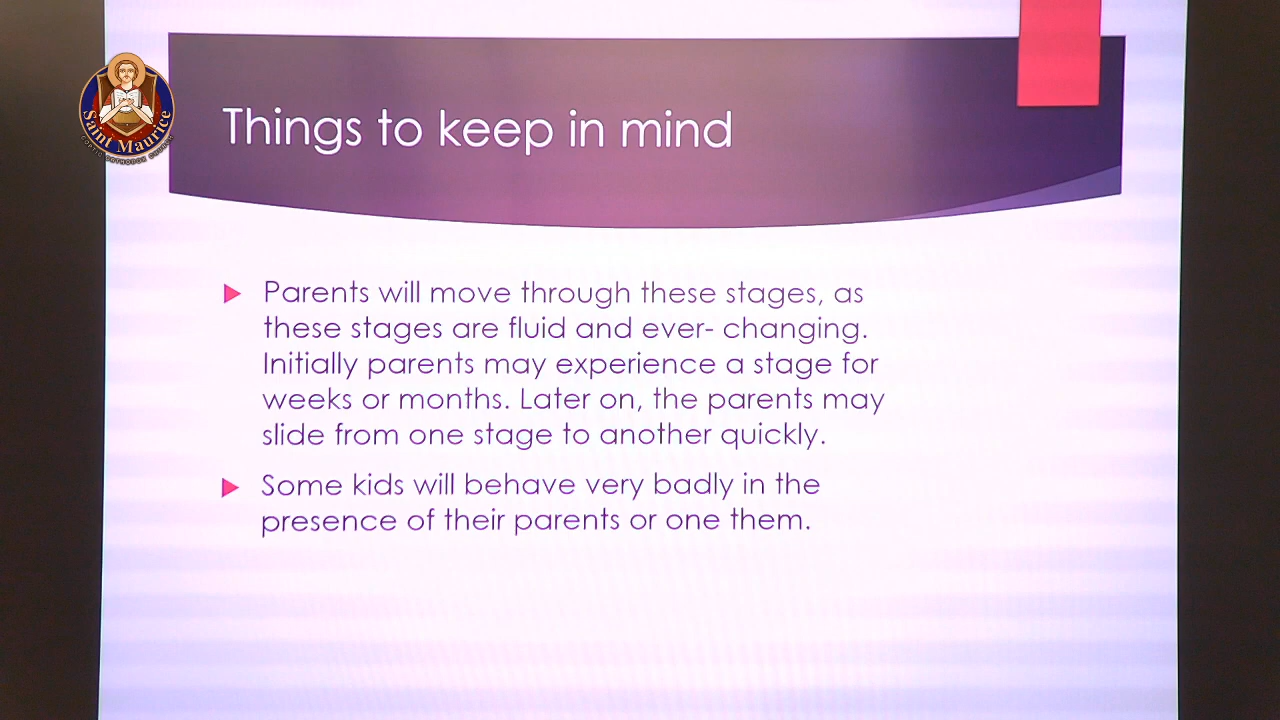 Things to keep in mind
Saint Maurice
COPTIC ORTHODOX CHURCH
Parents will move through these stages, as
these stages are fluid and ever- changing.
Initially parents may experience a stage for
weeks or months. Later on, the parents may
slide from one stage to another quickly.
Some kids will behave very badly in the
presence of their parents or one them.